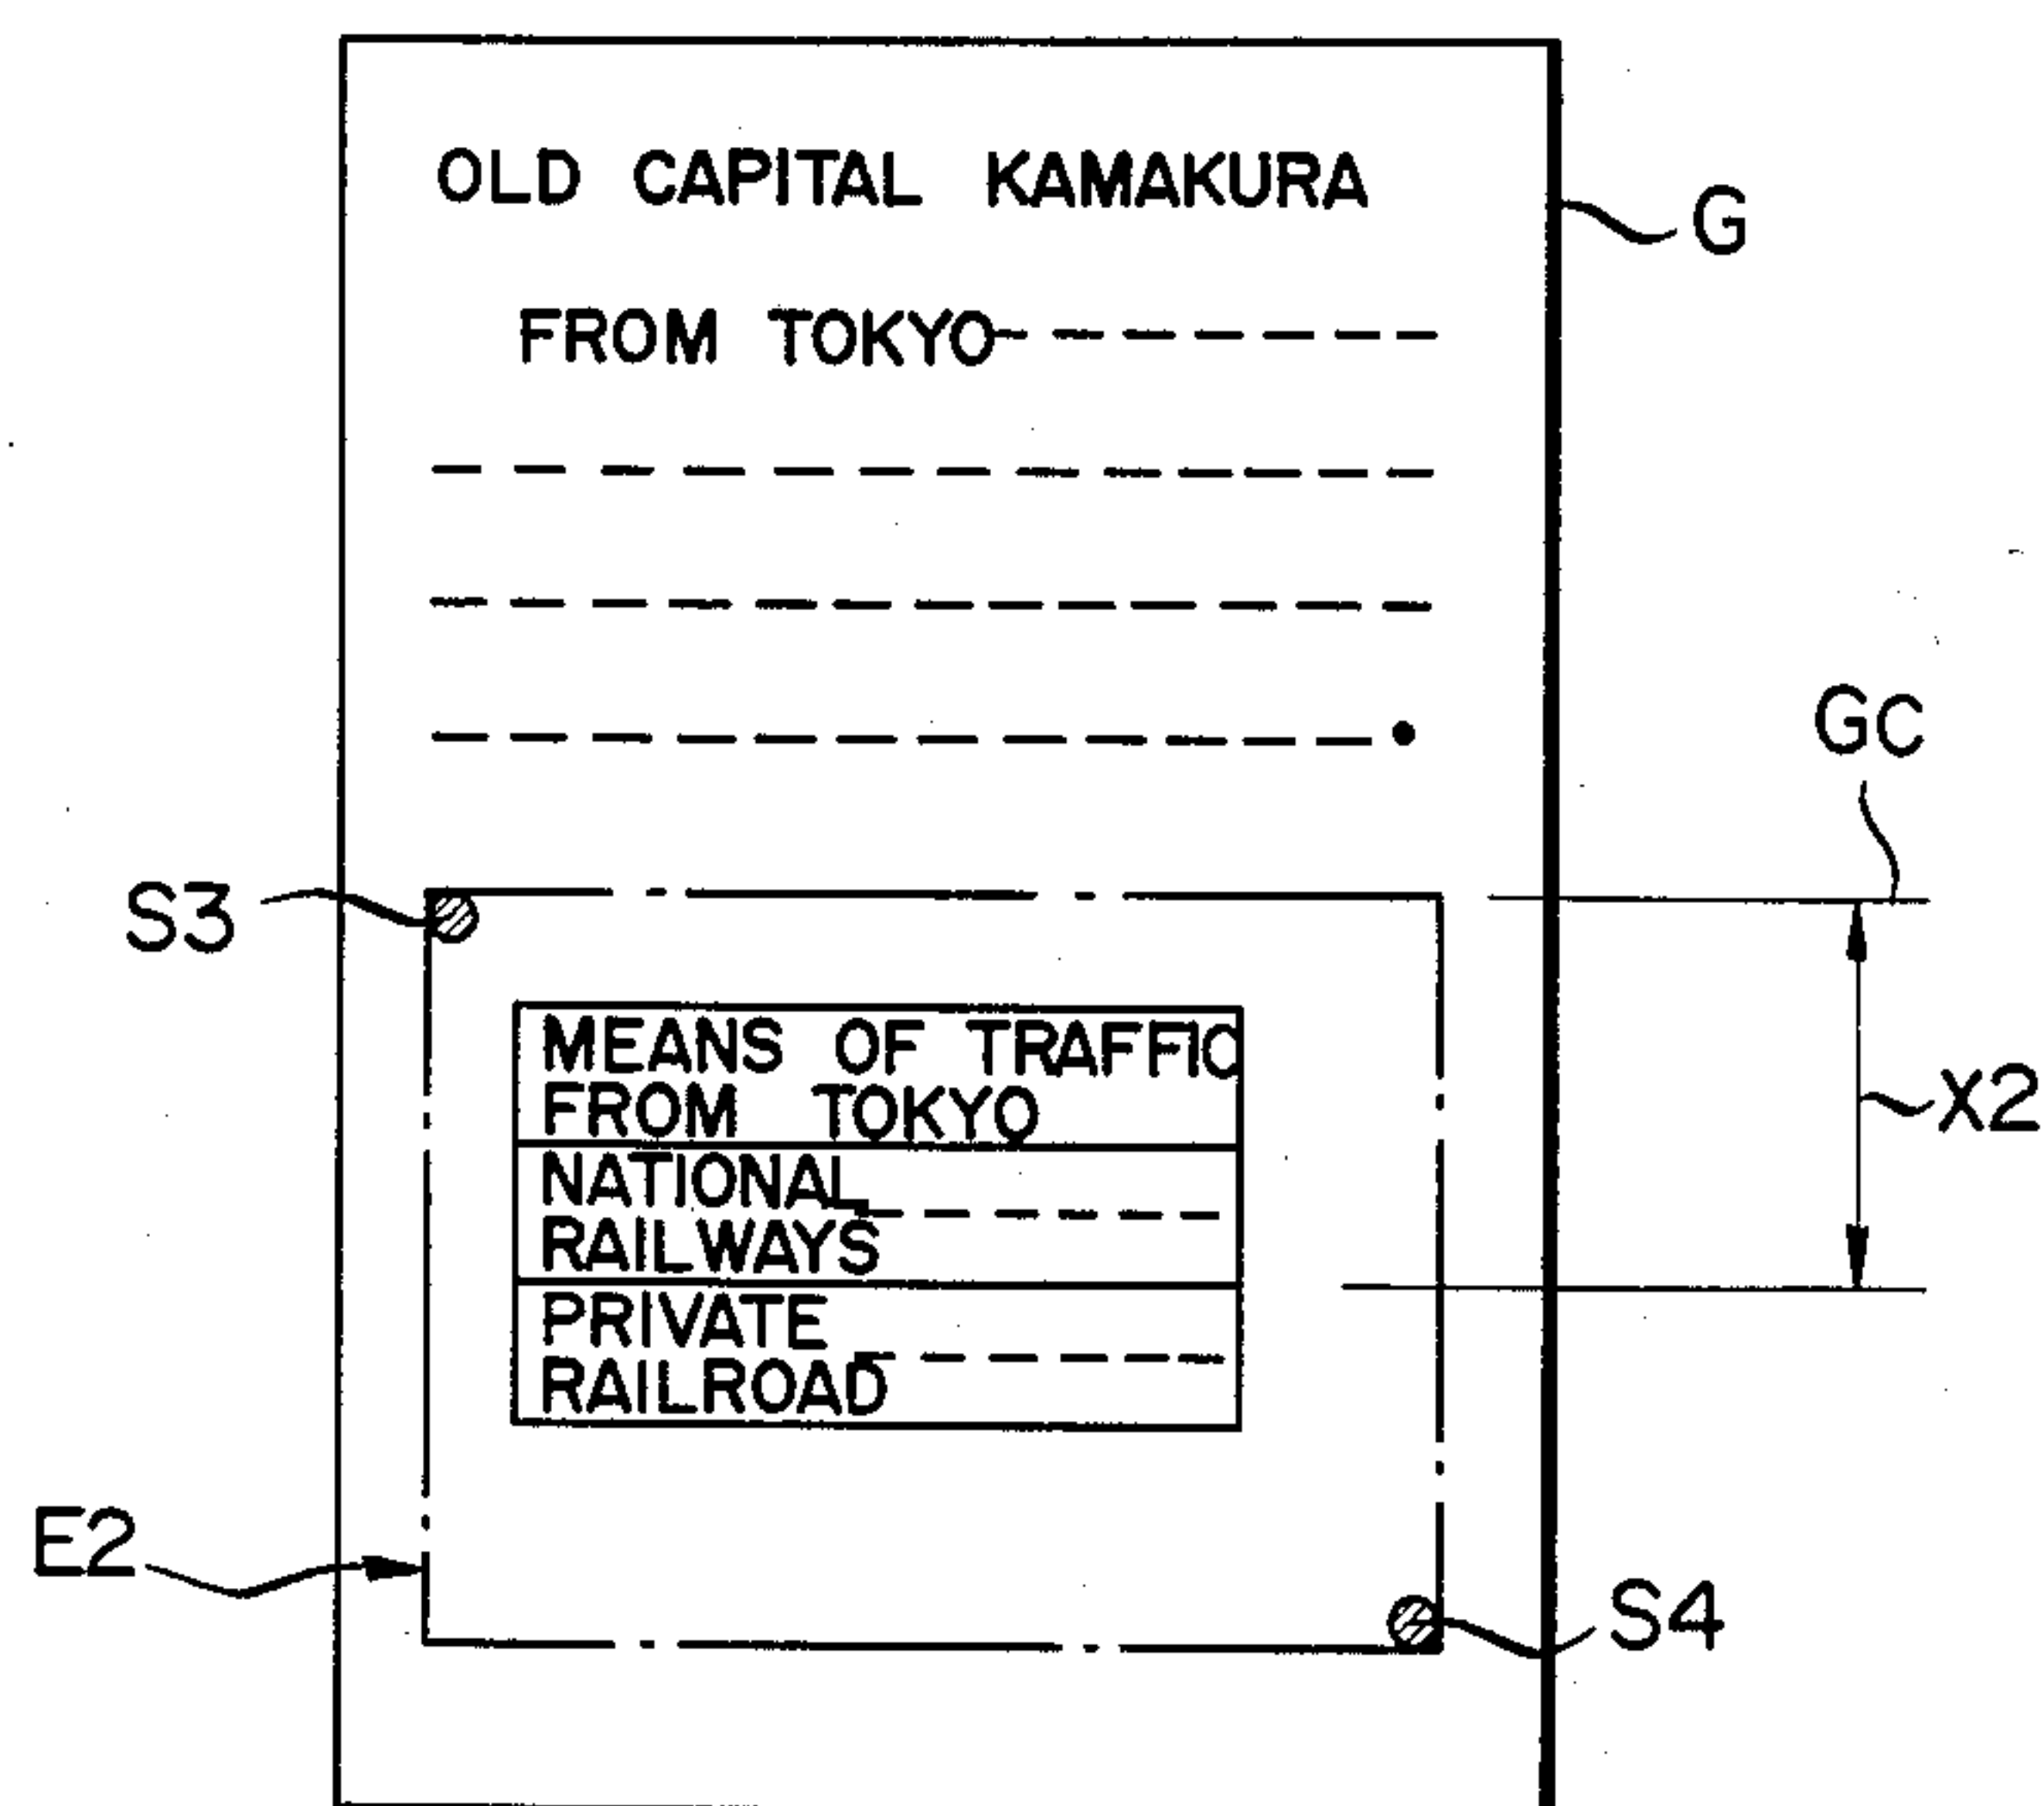 OLD CAPITAL KAMAKURA
G
FROM TOKYO
GC
S3
MEANS OF TRAFFIC
FROM TOKYO
X2
NATIONAL
RAILWAYS
PRIVATE
RAILROAD
E2
S4